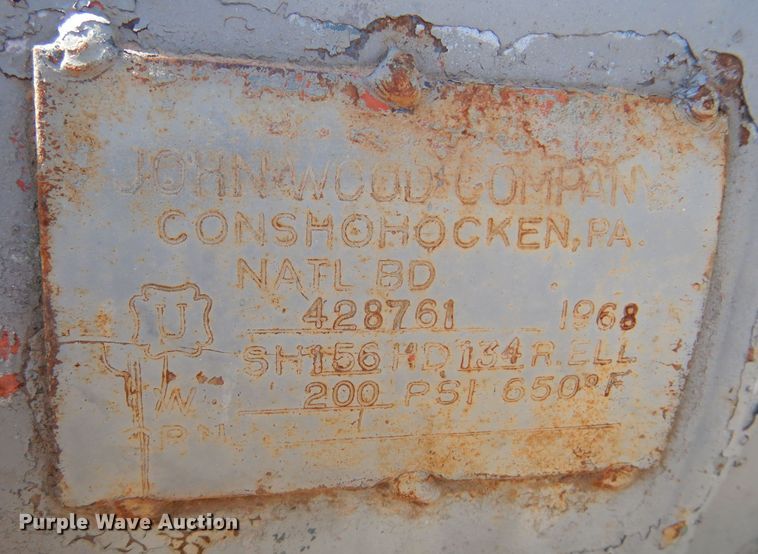 JOHN WOOD COMPANY
CONSHOHOCKEN, PA.
NATL BD
U 428761 1968
SH 156 HD 134 R. ELL
W 200 PSI 650°F
CRN
Purple Wave Auction